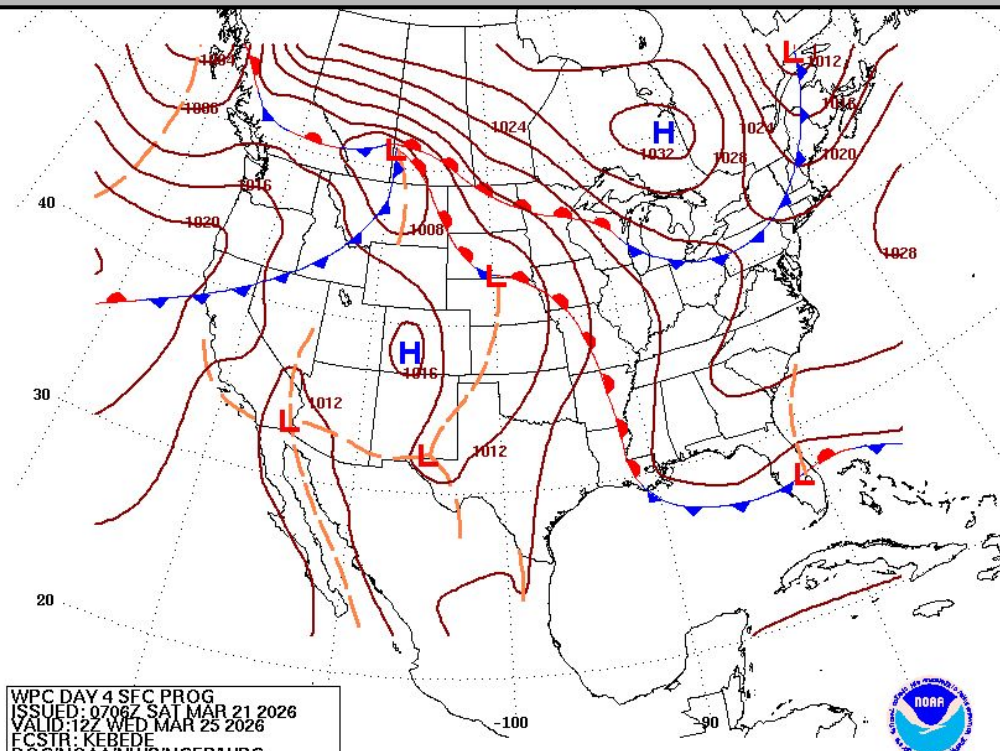 L
1004
1012
1008
1016
40
1024
1024
H
1032
1028
1020
L
1016
1020
1008
1028
L
H
1016
30
L
1012
L
1012
L
20
-100
-90
WPC DAY 4 SFC PROG
ISSUED: 0706Z SAT MAR 21 2026
VALID:12Z WED MAR 25 2026
FCSTR: KEBEDE
NOAA